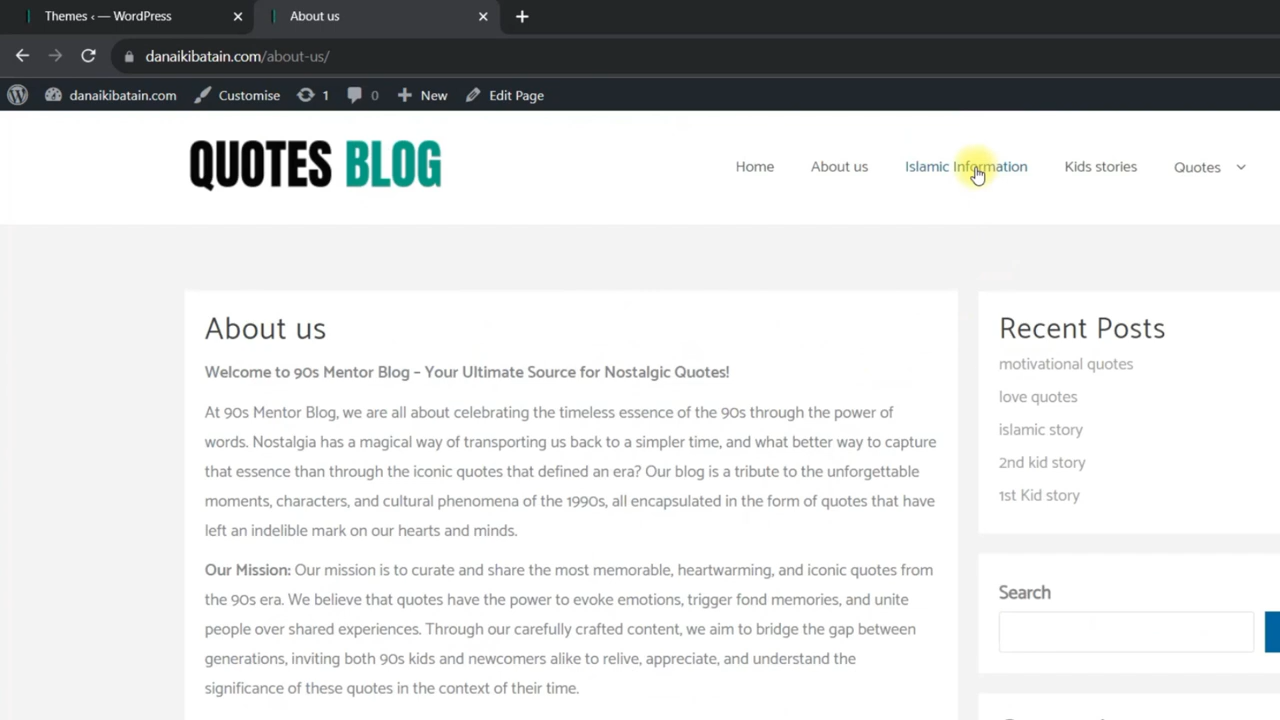 Themes ‹ — WordPress
About us
danaikibatain.com/about-us/
danaikibatain.com
Customise
1
0
New
Edit Page
QUOTES BLOG
Home
About us
Islamic Information
Kids stories
Quotes
About us
Welcome to 90s Mentor Blog – Your Ultimate Source for Nostalgic Quotes!
At 90s Mentor Blog, we are all about celebrating the timeless essence of the 90s through the power of
words. Nostalgia has a magical way of transporting us back to a simpler time, and what better way to capture
that essence than through the iconic quotes that defined an era? Our blog is a tribute to the unforgettable
moments, characters, and cultural phenomena of the 1990s, all encapsulated in the form of quotes that have
left an indelible mark on our hearts and minds.
Our Mission: Our mission is to curate and share the most memorable, heartwarming, and iconic quotes from
the 90s era. We believe that quotes have the power to evoke emotions, trigger fond memories, and unite
people over shared experiences. Through our carefully crafted content, we aim to bridge the gap between
generations, inviting both 90s kids and newcomers alike to relive, appreciate, and understand the
significance of these quotes in the context of their time.
Recent Posts
motivational quotes
love quotes
islamic story
2nd kid story
1st Kid story
Search